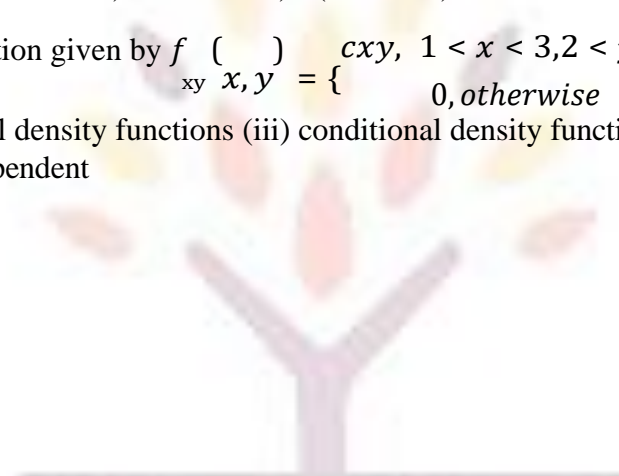 tion given by f xy (x, y) = { cxy, 1 < x < 3,2 <
0, otherwise
l density functions (iii) conditional density functi
pendent